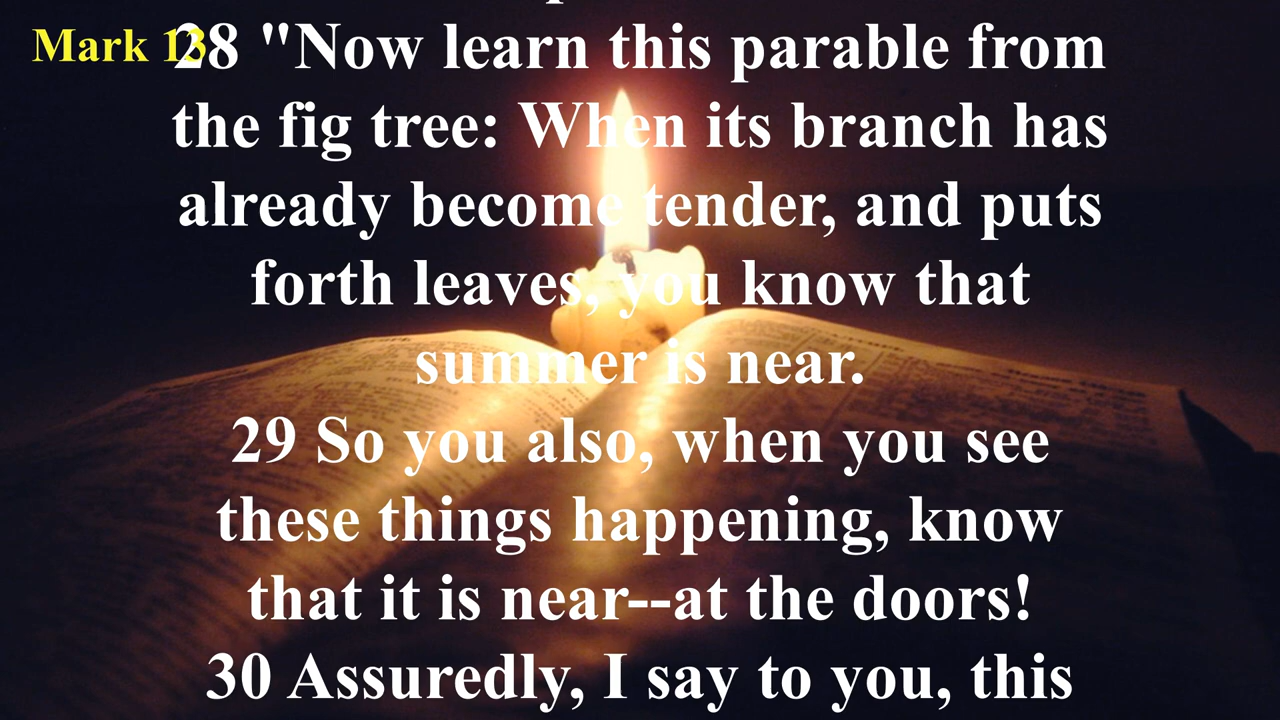 Mark 13
28 "Now learn this parable from
the fig tree: When its branch has
already become tender, and puts
forth leaves, you know that
summer is near.
29 So you also, when you see
these things happening, know
that it is near--at the doors!
30 Assuredly, I say to you, this